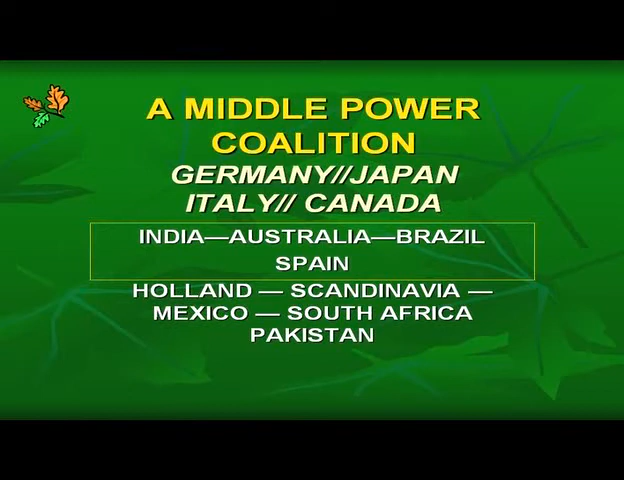 A MIDDLE POWER
COALITION
GERMANY//JAPAN
ITALY// CANADA
INDIA—AUSTRALIA—BRAZIL
SPAIN
HOLLAND — SCANDINAVIA —
MEXICO — SOUTH AFRICA
PAKISTAN